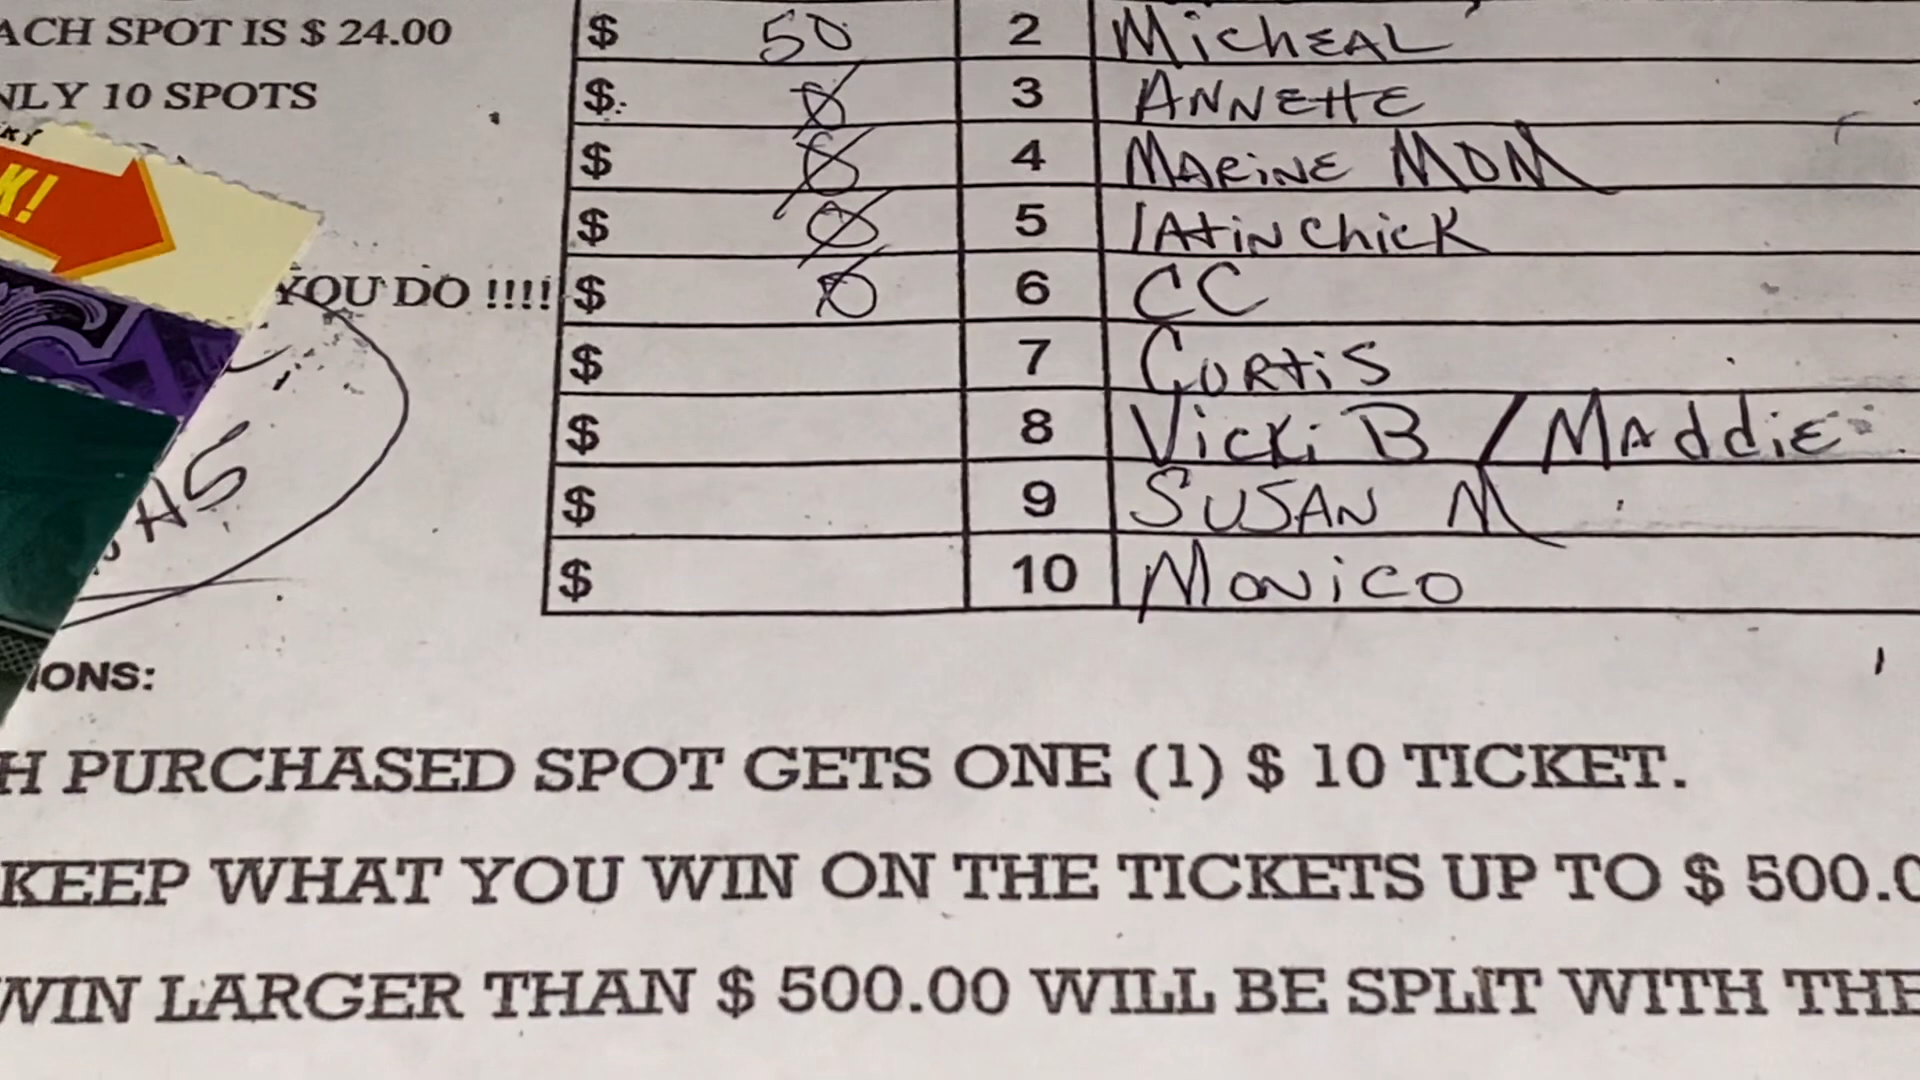 ACH SPOT IS $ 24.00
NLY 10 SPOTS
K!
YOU DO !!!!
NS
$ 50 2 MichEAL
$ 0 3 ANNEttE
$ 0 4 MARiNE MOM
$ 0 5 LAtiN chicK
$ 0 6 CC
$ 7 CURtiS
$ 8 Vicki B / MAddiE
$ 9 SUSAN M
$ 10 MoNico
IONS:
H PURCHASED SPOT GETS ONE (1) $ 10 TICKET.
KEEP WHAT YOU WIN ON THE TICKETS UP TO $ 500.0
WIN LARGER THAN $ 500.00 WILL BE SPLIT WITH THE